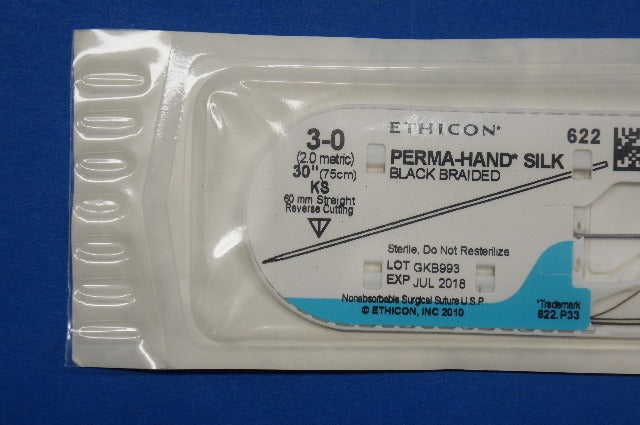 ETHICON*
622
3-0
(2.0 metric)
30" (75cm)
KS
60 mm Straight
Reverse Cutting
PERMA-HAND* SILK
BLACK BRAIDED
Sterile, Do Not Resterilize
LOT GKB993
EXP JUL 2018
Nonabsorbable Surgical Suture U.S.P.
© ETHICON, INC 2010
*Trademark
622.P33